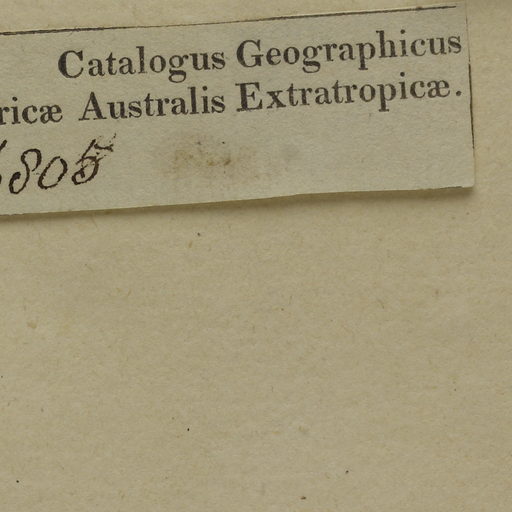 Catalogus Geographicus
ricæ Australis Extratropicæ.
805